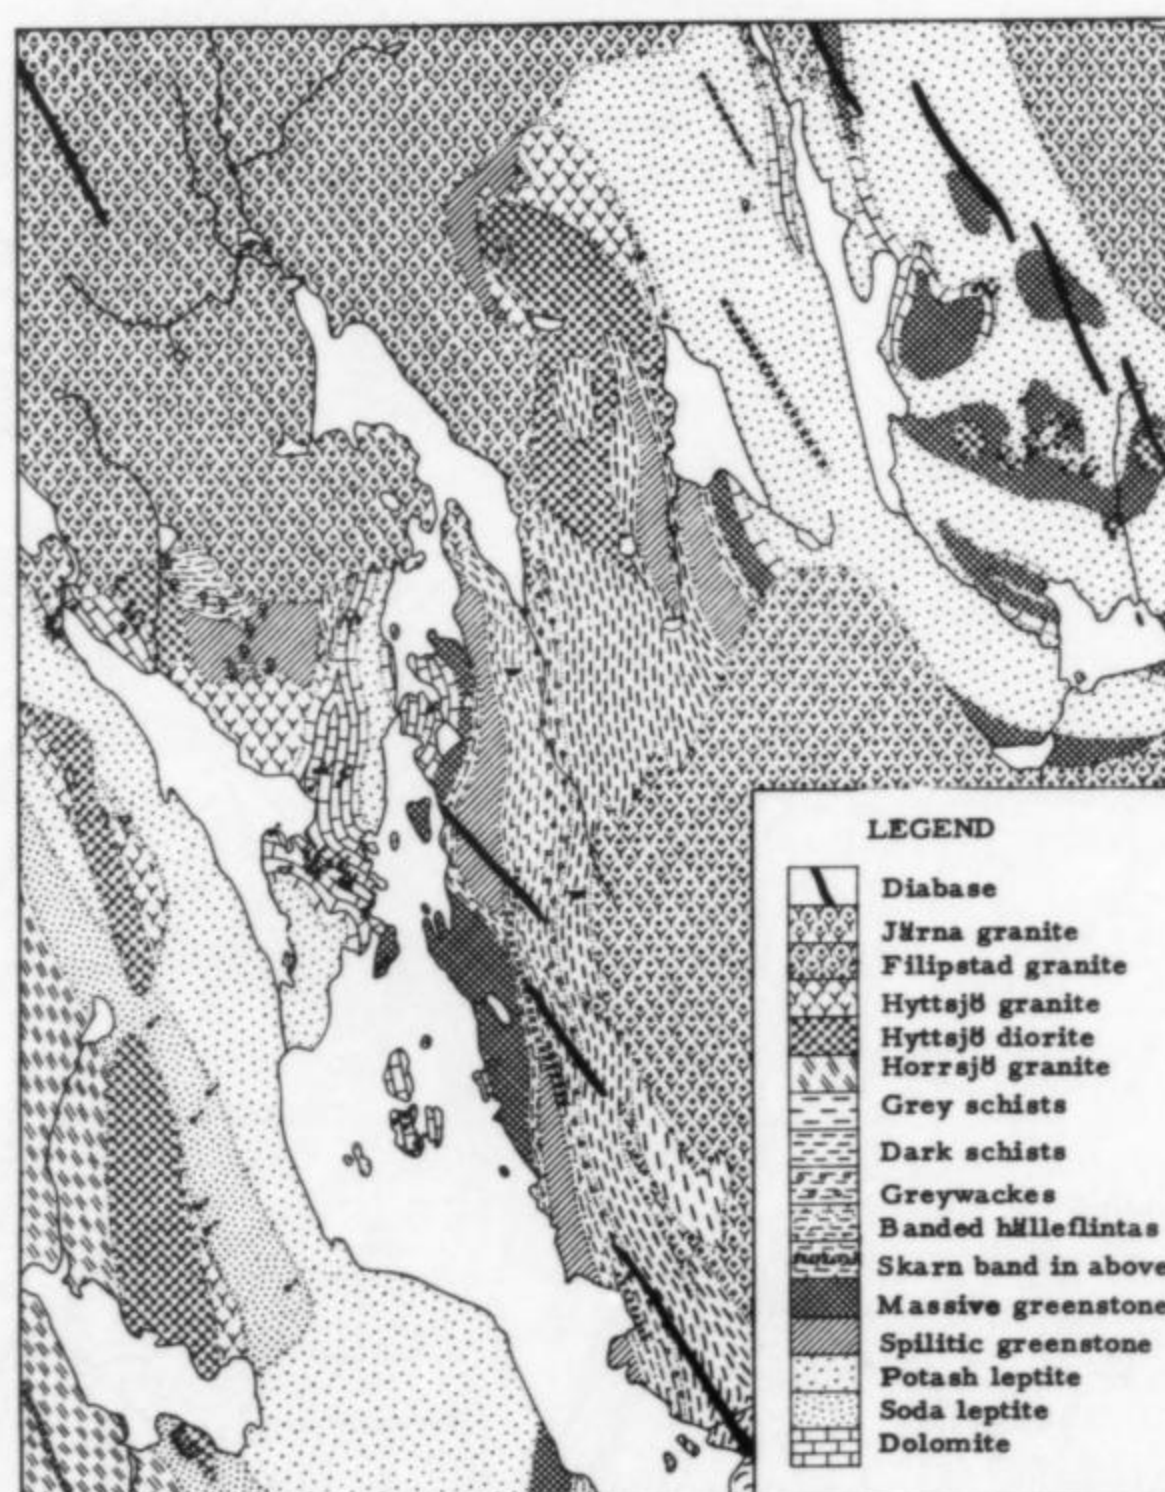 LEGEND
Diabase
Järna granite
Filipstad granite
Hyttsjö granite
Hyttsjö diorite
Horrsjö granite
Grey schists
Dark schists
Greywackes
Banded hälleflintas
Skarn band in above
Massive greenstone
Spilitic greenstone
Potash leptite
Soda leptite
Dolomite